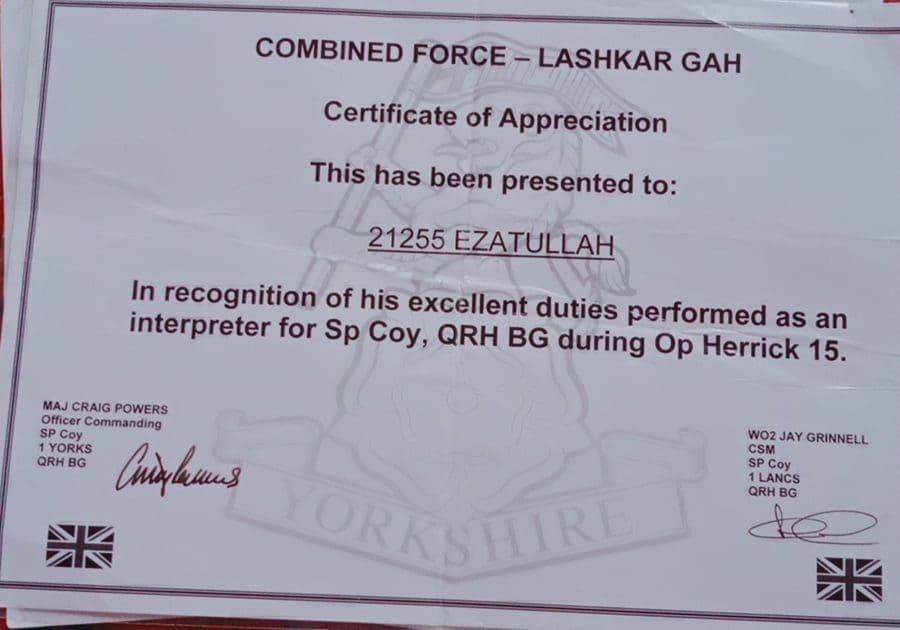 COMBINED FORCE – LASHKAR GAH
Certificate of Appreciation
This has been presented to:
21255 EZATULLAH
In recognition of his excellent duties performed as an
interpreter for Sp Coy, QRH BG during Op Herrick 15.
MAJ CRAIG POWERS
Officer Commanding
SP Coy
1 YORKS
QRH BG
WO2 JAY GRINNELL
CSM
SP Coy
1 LANCS
QRH BG
YORKSHIRE